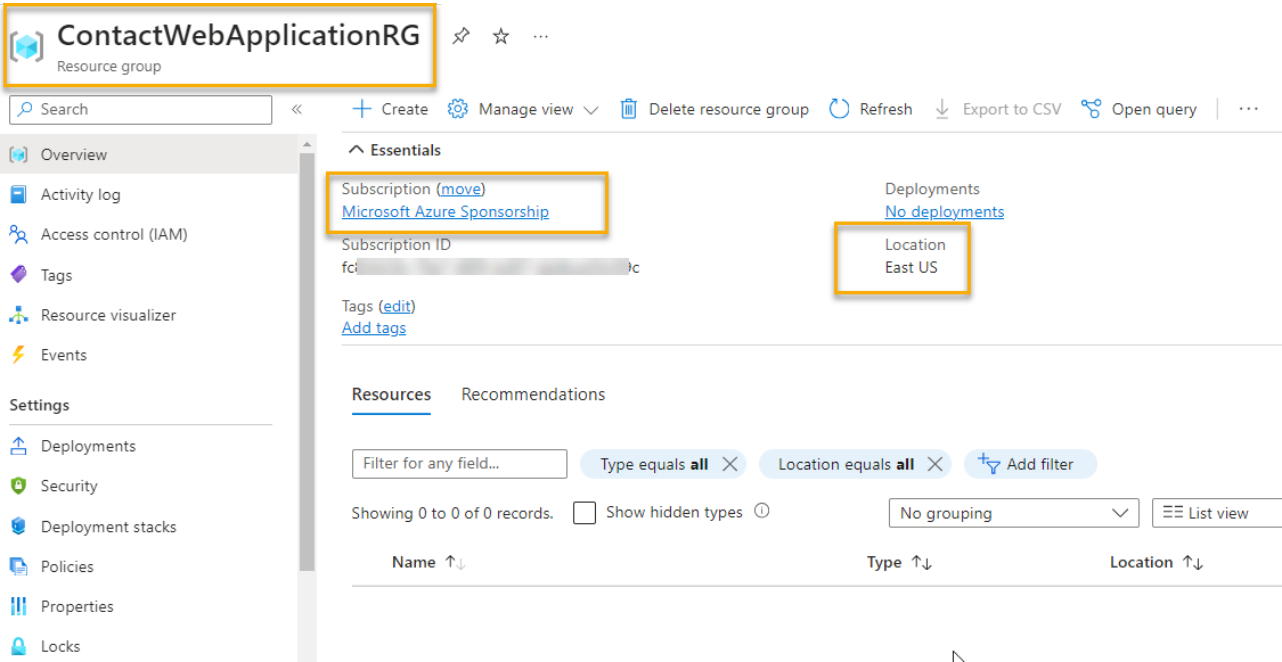 ContactWebApplicationRG
Resource group
Search
Create Manage view Delete resource group Refresh Export to CSV Open query
Overview
Activity log
Access control (IAM)
Tags
Resource visualizer
Events
Settings
Deployments
Security
Deployment stacks
Policies
Properties
Locks
Essentials
Subscription (move)
Microsoft Azure Sponsorship
Subscription ID
Tags (edit)
Add tags
Deployments
No deployments
Location
East US
Resources Recommendations
Filter for any field... Type equals all Location equals all Add filter
Showing 0 to 0 of 0 records. Show hidden types No grouping List view
Name Type Location